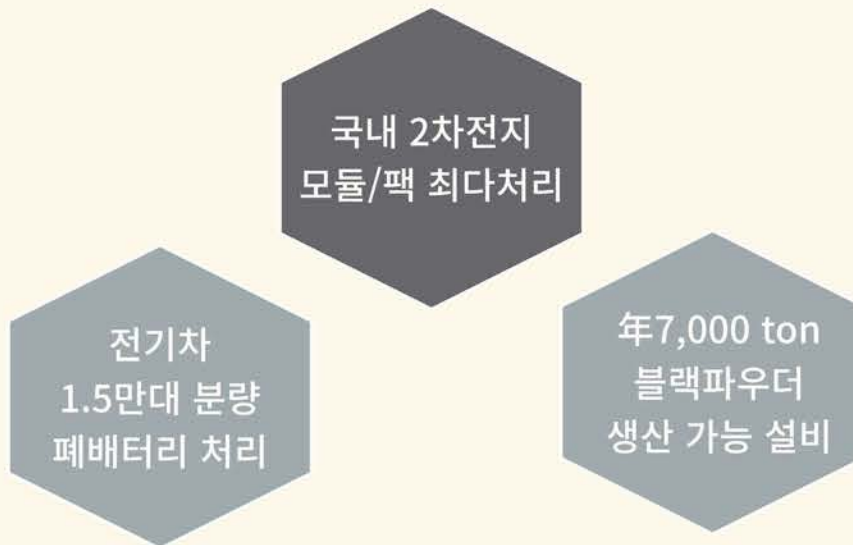 국내 2차전지
모듈/팩 최다처리
전기차
1.5만대 분량
폐배터리 처리
年7,000 ton
블랙파우더
생산 가능 설비